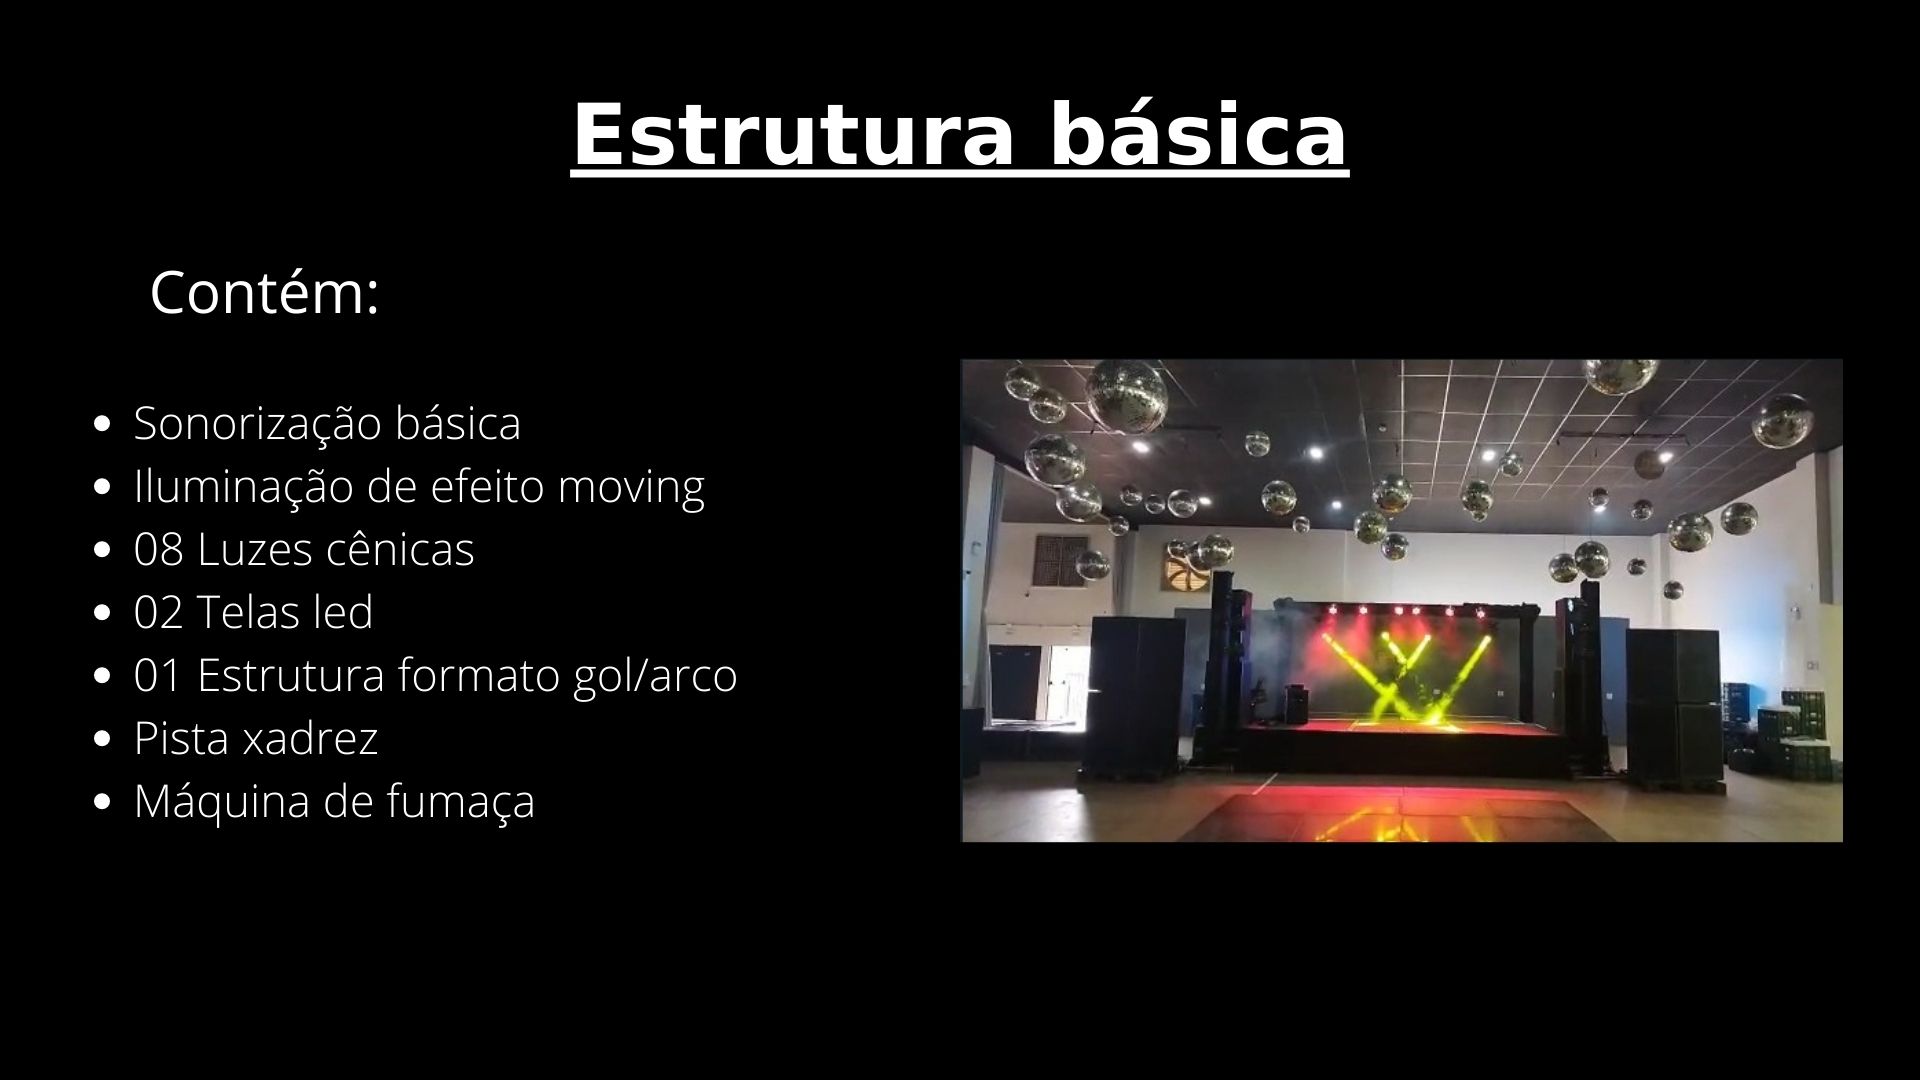 Estrutura básica
Contém:
Sonorização básica
Iluminação de efeito moving
08 Luzes cênicas
02 Telas led
01 Estrutura formato gol/arco
Pista xadrez
Máquina de fumaça